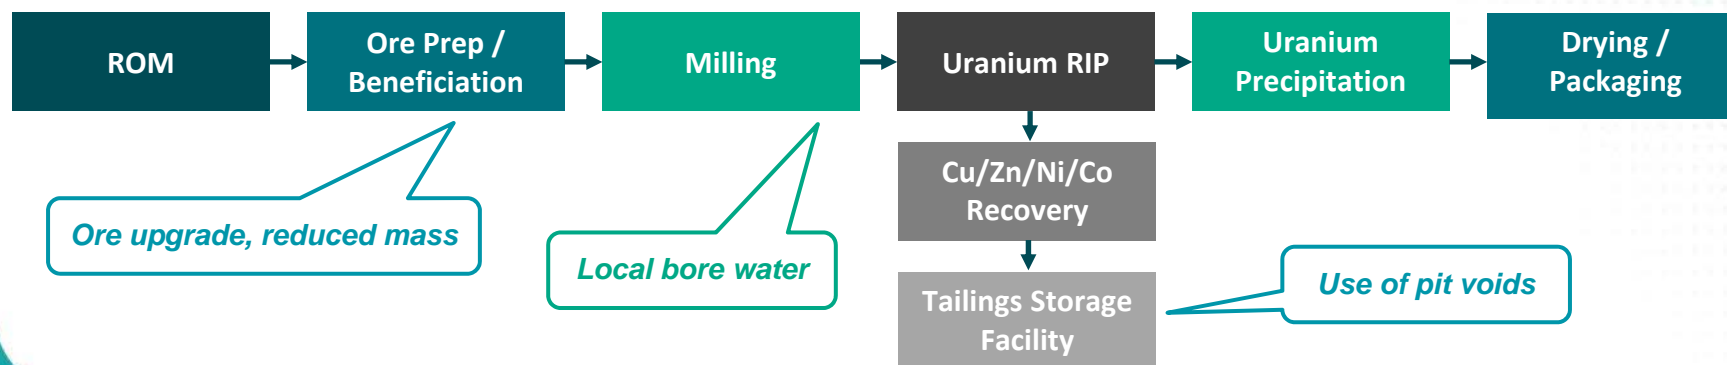 ROM
Ore Prep /
Beneficiation
Milling
Uranium RIP
Uranium
Precipitation
Drying /
Packaging
Cu/Zn/Ni/Co
Recovery
Tailings Storage
Facility
Ore upgrade, reduced mass
Local bore water
Use of pit voids